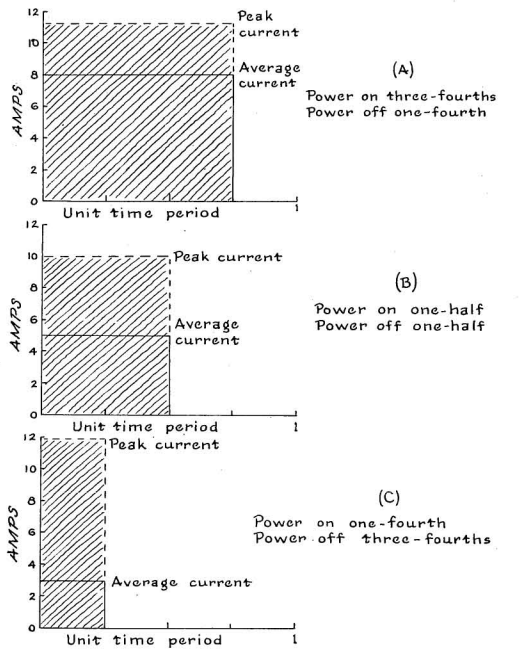 12
Peak
current
10
Average
current
8
(A)
Power on three-fourths
Power off one-fourth
6
AMPS
4
2
0
1
Unit time period
12
10
Peak current
8
(B)
Power on one-half
Power off one-half
6
Average
current
AMPS
4
2
0
Unit time period
1
12
Peak current
10
8
(C)
Power on one-fourth
Power off three-fourths
6
AMPS
4
Average current
2
0
Unit time period
1